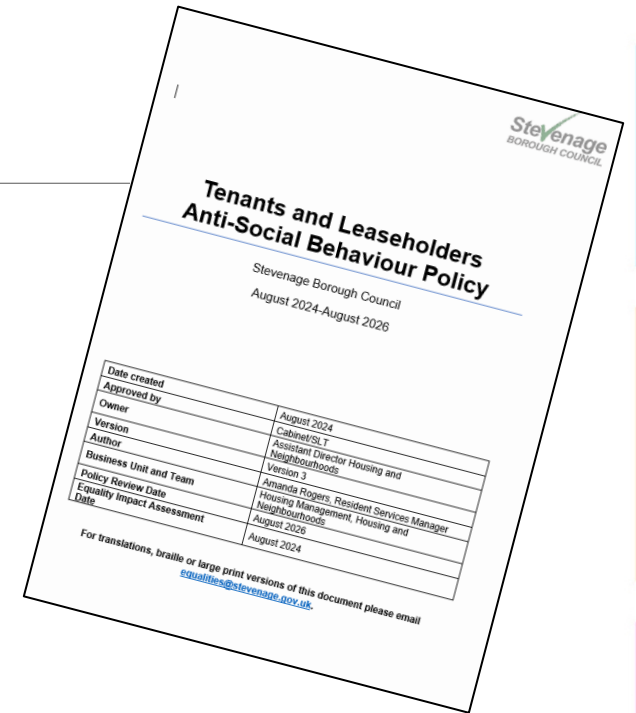 Stevenage
BOROUGH COUNCIL
Tenants and Leaseholders
Anti-Social Behaviour Policy
Stevenage Borough Council
August 2024-August 2026
Date created
August 2024
Approved by
Cabinet/SLT
Owner
Assistant Director Housing and
Neighbourhoods
Version
Version 3
Author
Amanda Rogers, Resident Services Manager
Business Unit and Team
Housing Management, Housing and
Neighbourhoods
Policy Review Date
August 2026
Equality Impact Assessment
Date
August 2024
For translations, braille or large print versions of this document please email
equalities@stevenage.gov.uk.